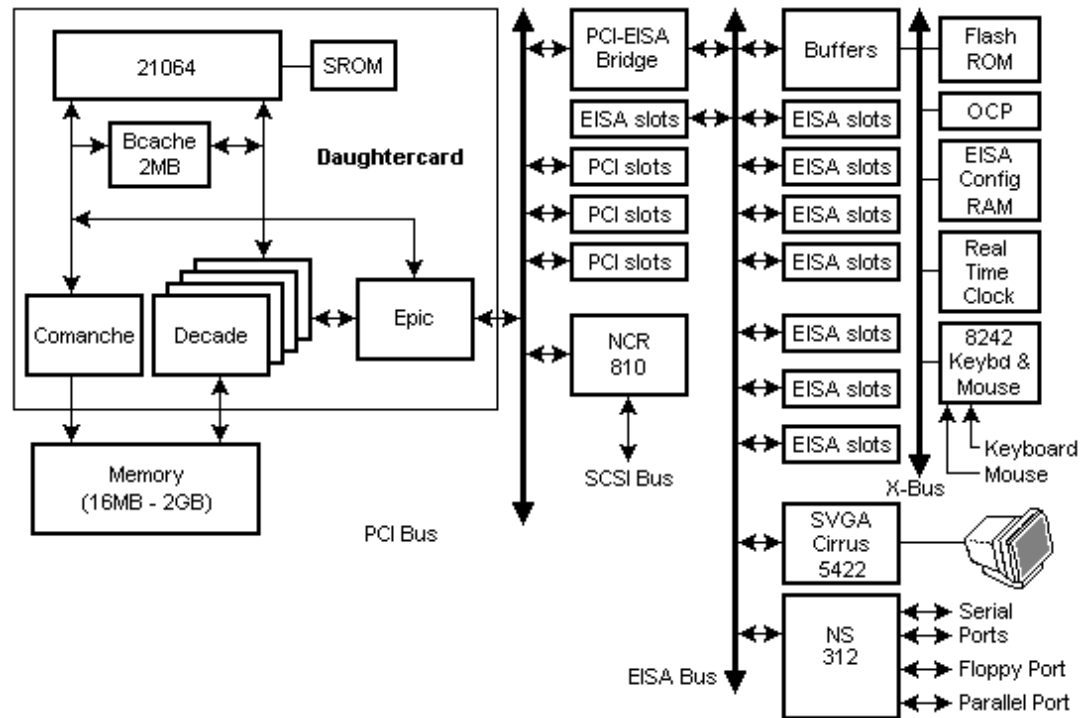 21064
SROM
Bcache
2MB
Daughtercard
Comanche
Decade
Epic
Memory
(16MB - 2GB)
PCI Bus
PCI-EISA
Bridge
EISA slots
PCI slots
PCI slots
PCI slots
NCR
810
SCSI Bus
EISA Bus
Buffers
EISA slots
EISA slots
EISA slots
EISA slots
EISA slots
EISA slots
EISA slots
SVGA
Cirrus
5422
NS
312
X-Bus
Flash
ROM
OCP
EISA
Config
RAM
Real
Time
Clock
8242
Keybd &
Mouse
Keyboard
Mouse
Serial
Ports
Floppy Port
Parallel Port